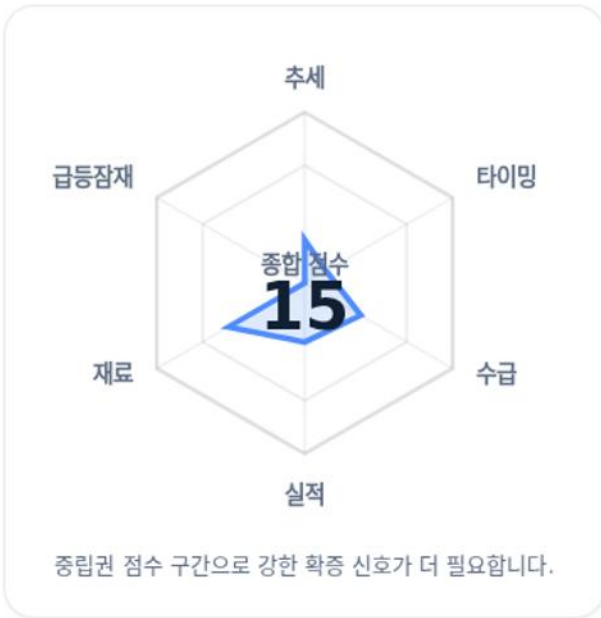 추세
급등잠재
타이밍
종합 점수
15
재료
수급
실적
중립권 점수 구간으로 강한 확증 신호가 더 필요합니다.